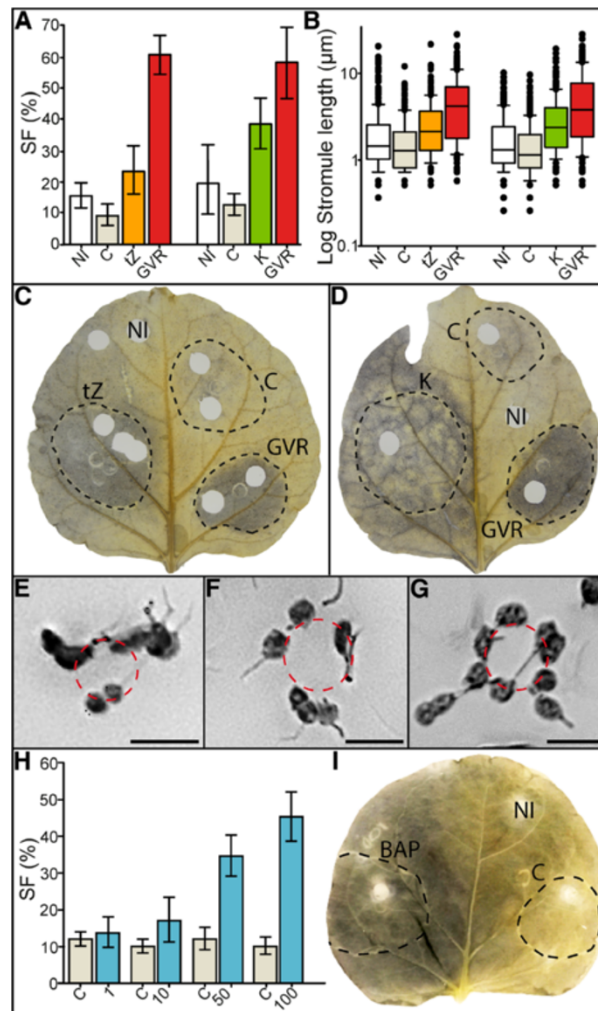 A
SF (%)
70
60
50
40
30
20
10
0
NI
C
tZ
GVR
NI
C
K
GVR
B
Log Stromule length (µm)
10
1
0.1
NI
C
tZ
GVR
NI
C
K
GVR
C
NI
C
tZ
GVR
D
C
K
NI
GVR
E
F
G
H
SF (%)
60
50
40
30
20
10
0
C
1
C
10
C
50
C
100
I
NI
BAP
C